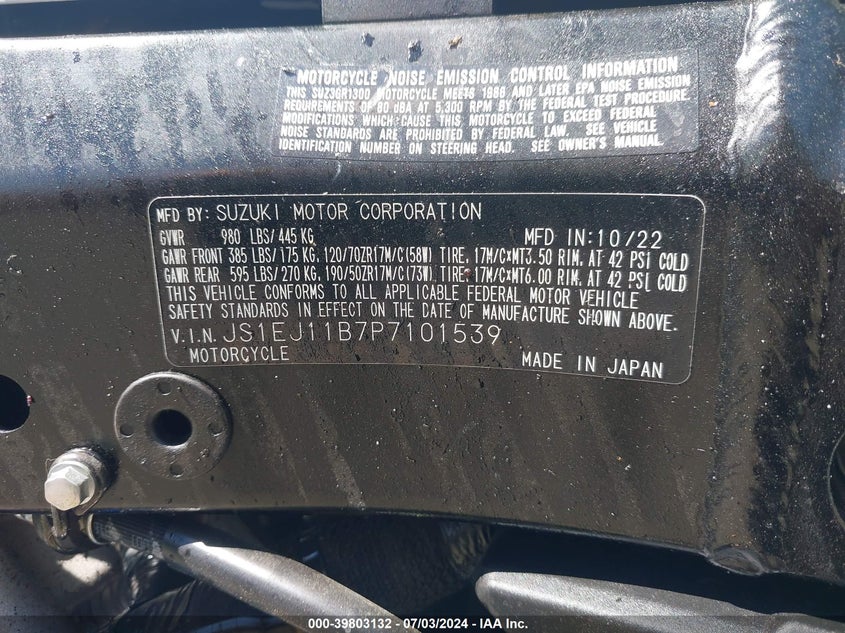 MOTORCYCLE NOISE EMISSION CONTROL INFORMATION
THIS SUZ3GR1300 MOTORCYCLE MEETS 1988 AND LATER EPA NOISE EMISSION
REQUIREMENTS OF 80 dBA AT 5,300 RPM BY THE FEDERAL TEST PROCEDURE.
MODIFICATIONS WHICH CAUSE THIS MOTORCYCLE TO EXCEED FEDERAL
NOISE STANDARDS ARE PROHIBITED BY FEDERAL LAW. SEE VEHICLE
IDENTIFICATION NUMBER ON STEERING HEAD. SEE OWNER'S MANUAL.
MFD BY: SUZUKI MOTOR CORPORATION
GVWR 980 LBS/445 KG MFD IN:10/22
GAWR FRONT 385 LBS/175 KG, 120/70ZR17M/C(58W) TIRE, 17M/C×MT3.50 RIM, AT 42 PSI COLD
GAWR REAR 595 LBS/270 KG, 190/50ZR17M/C(73W) TIRE, 17M/C×MT6.00 RIM, AT 42 PSI COLD
THIS VEHICLE CONFORMS TO ALL APPLICABLE FEDERAL MOTOR VEHICLE
SAFETY STANDARDS IN EFFECT ON THE DATE OF MANUFACTURE SHOWN ABOVE.
V.I.N. JS1EJ11B7P7101539
MOTORCYCLE MADE IN JAPAN
000-39803132 - 07/03/2024 - IAA Inc.